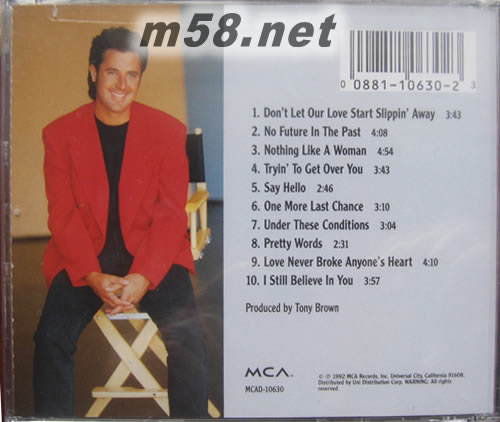 m58.net
0 0881-10630-2 3
1. Don't Let Our Love Start Slippin' Away 3:43
2. No Future In The Past 4:08
3. Nothing Like A Woman 4:54
4. Tryin' To Get Over You 3:43
5. Say Hello 2:46
6. One More Last Chance 3:10
7. Under These Conditions 3:04
8. Pretty Words 2:31
9. Love Never Broke Anyone's Heart 4:10
10. I Still Believe In You 3:57
Produced by Tony Brown
MCA
MCAD-10630
© ℗ 1992 MCA Records, Inc. Universal City, California 91608.
Distributed by Uni Distribution Corp. WARNING: All rights
reserved.